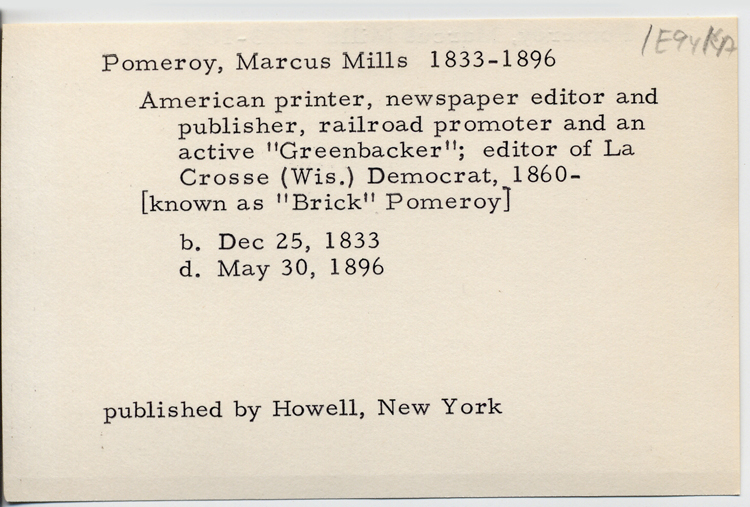 Pomeroy, Marcus Mills 1833-1896
American printer, newspaper editor and
publisher, railroad promoter and an
active "Greenbacker"; editor of La
Crosse (Wis.) Democrat, 1860-
[known as "Brick" Pomeroy]
b. Dec 25, 1833
d. May 30, 1896
published by Howell, New York